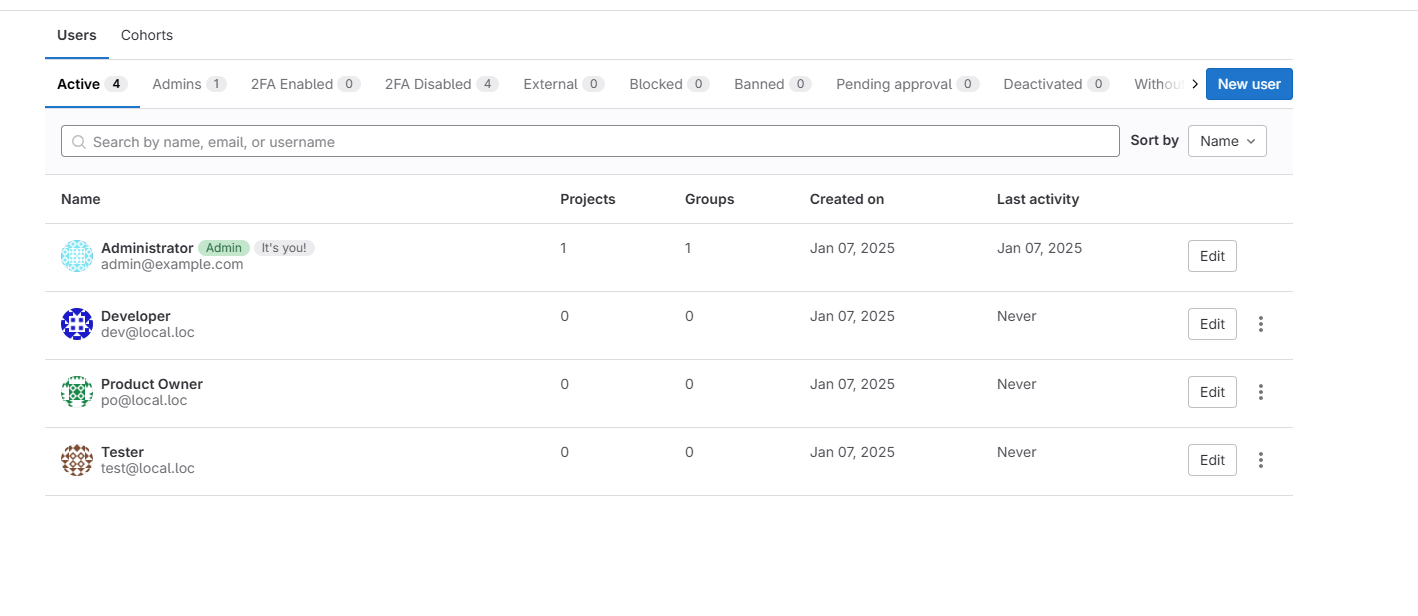 Users Cohorts
Active 4 Admins 1 2FA Enabled 0 2FA Disabled 4 External 0 Blocked 0 Banned 0 Pending approval 0 Deactivated 0 Withou New user
Search by name, email, or username Sort by Name
Name Projects Groups Created on Last activity
Administrator Admin It's you! 1 1 Jan 07, 2025 Jan 07, 2025 Edit
admin@example.com
Developer 0 0 Jan 07, 2025 Never Edit
dev@local.loc
Product Owner 0 0 Jan 07, 2025 Never Edit
po@local.loc
Tester 0 0 Jan 07, 2025 Never Edit
test@local.loc